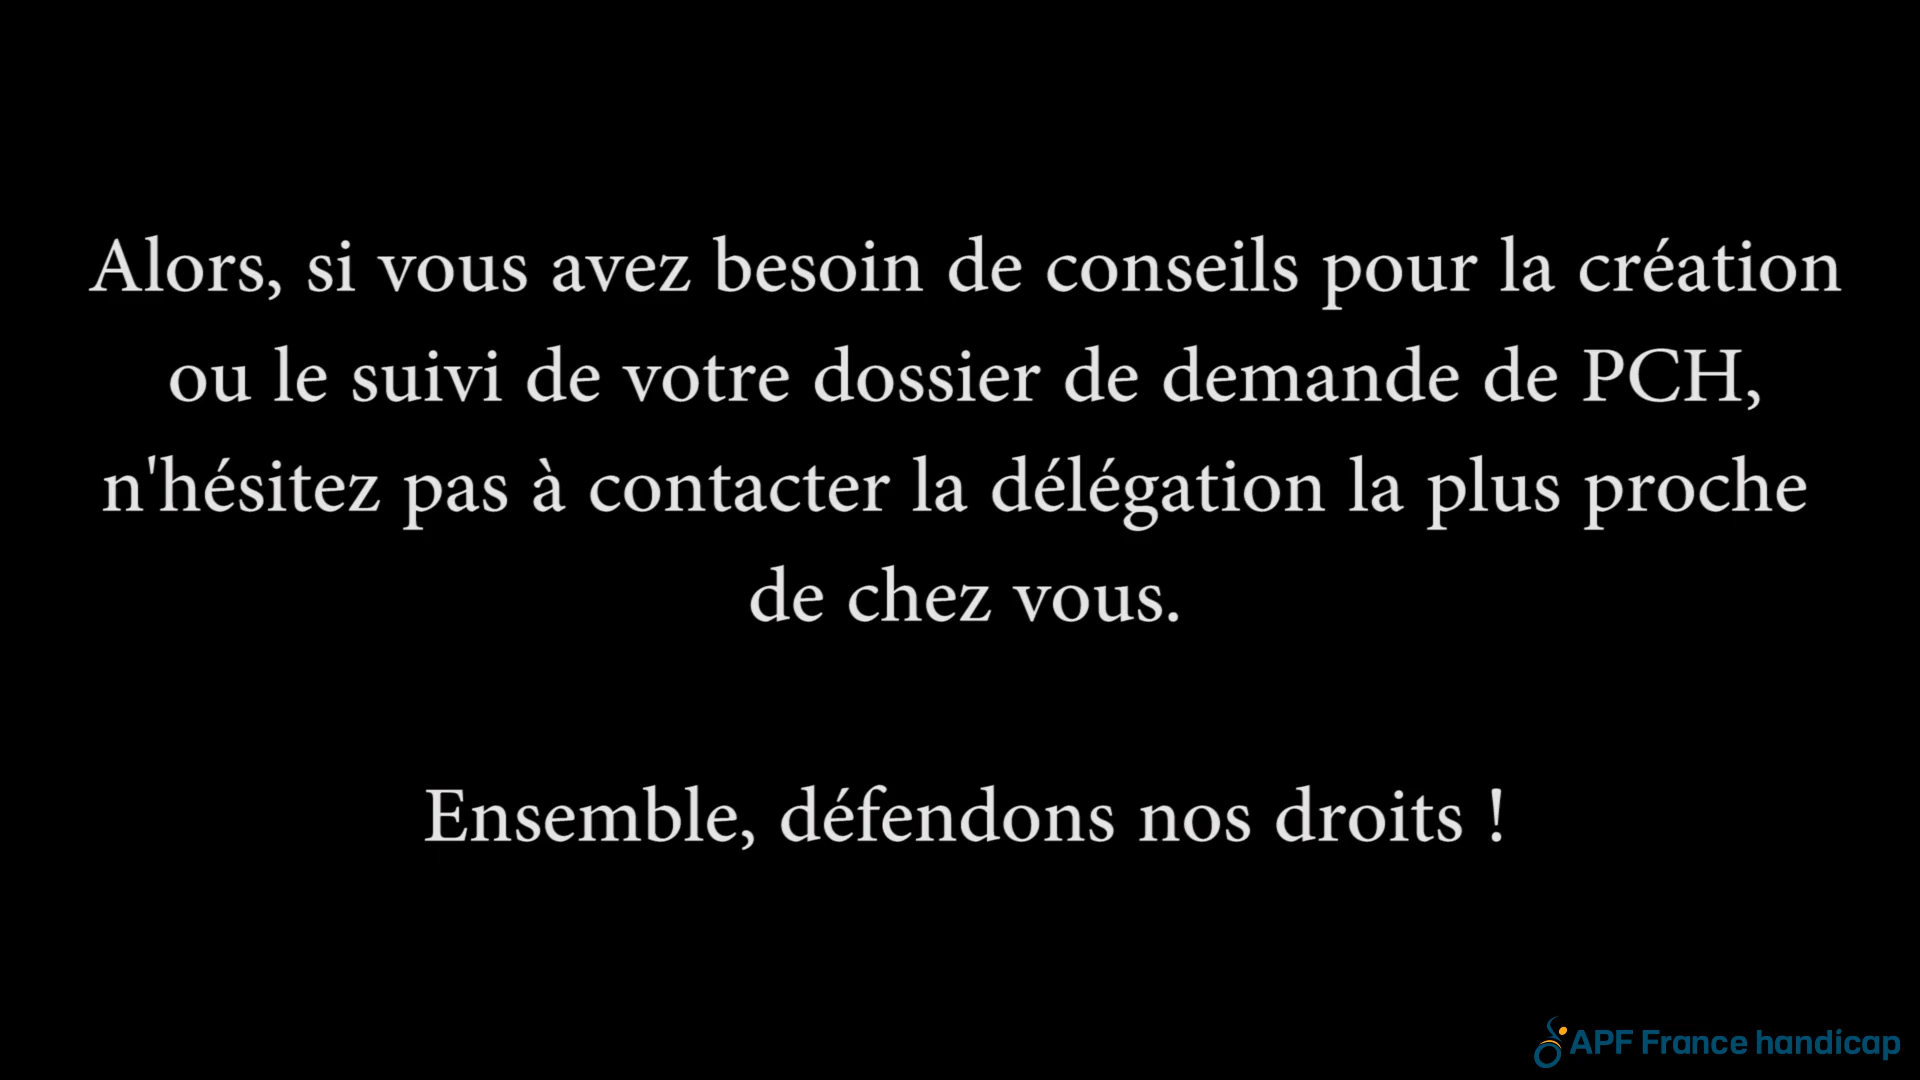 Alors, si vous avez besoin de conseils pour la création
ou le suivi de votre dossier de demande de PCH,
n'hésitez pas à contacter la délégation la plus proche
de chez vous.
Ensemble, défendons nos droits !
APF France handicap